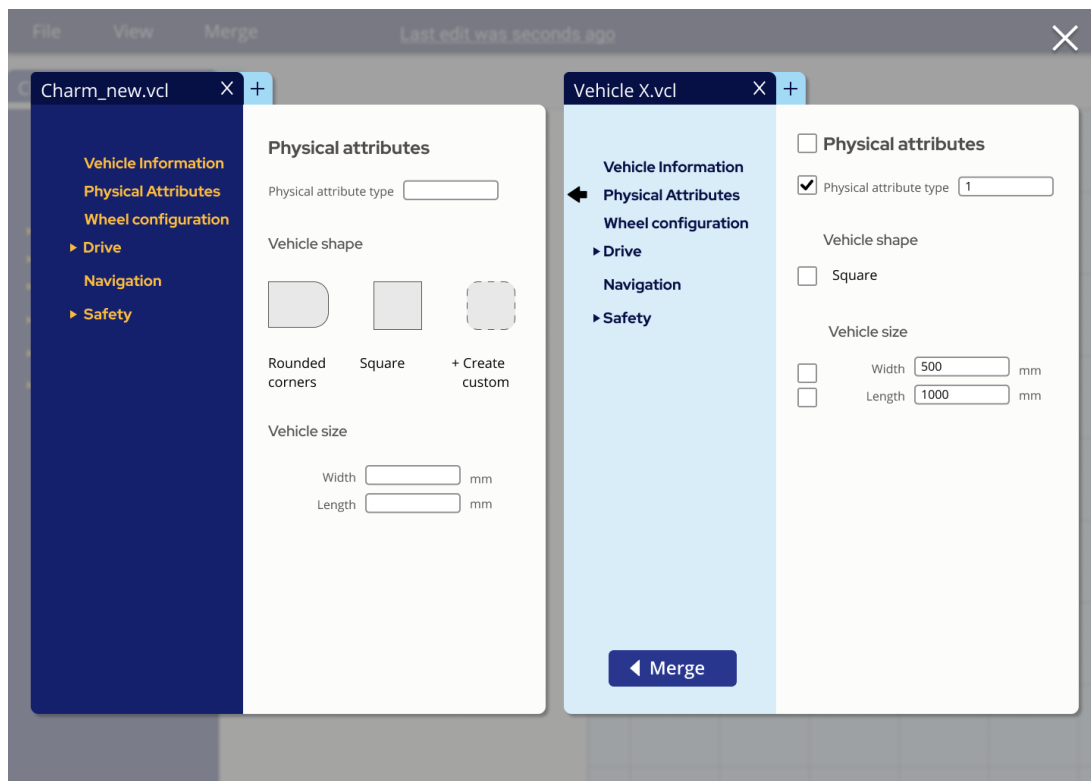 File View Merge Last edit was seconds ago
Charm_new.vcl X +
Vehicle Information
Physical Attributes
Wheel configuration
Drive
Navigation
Safety
Physical attributes
Physical attribute type
Vehicle shape
Rounded corners
Square
+ Create custom
Vehicle size
Width mm
Length mm
Vehicle X.vcl X +
Vehicle Information
Physical Attributes
Wheel configuration
Drive
Navigation
Safety
Merge
Physical attributes
Physical attribute type 1
Vehicle shape
Square
Vehicle size
Width 500 mm
Length 1000 mm